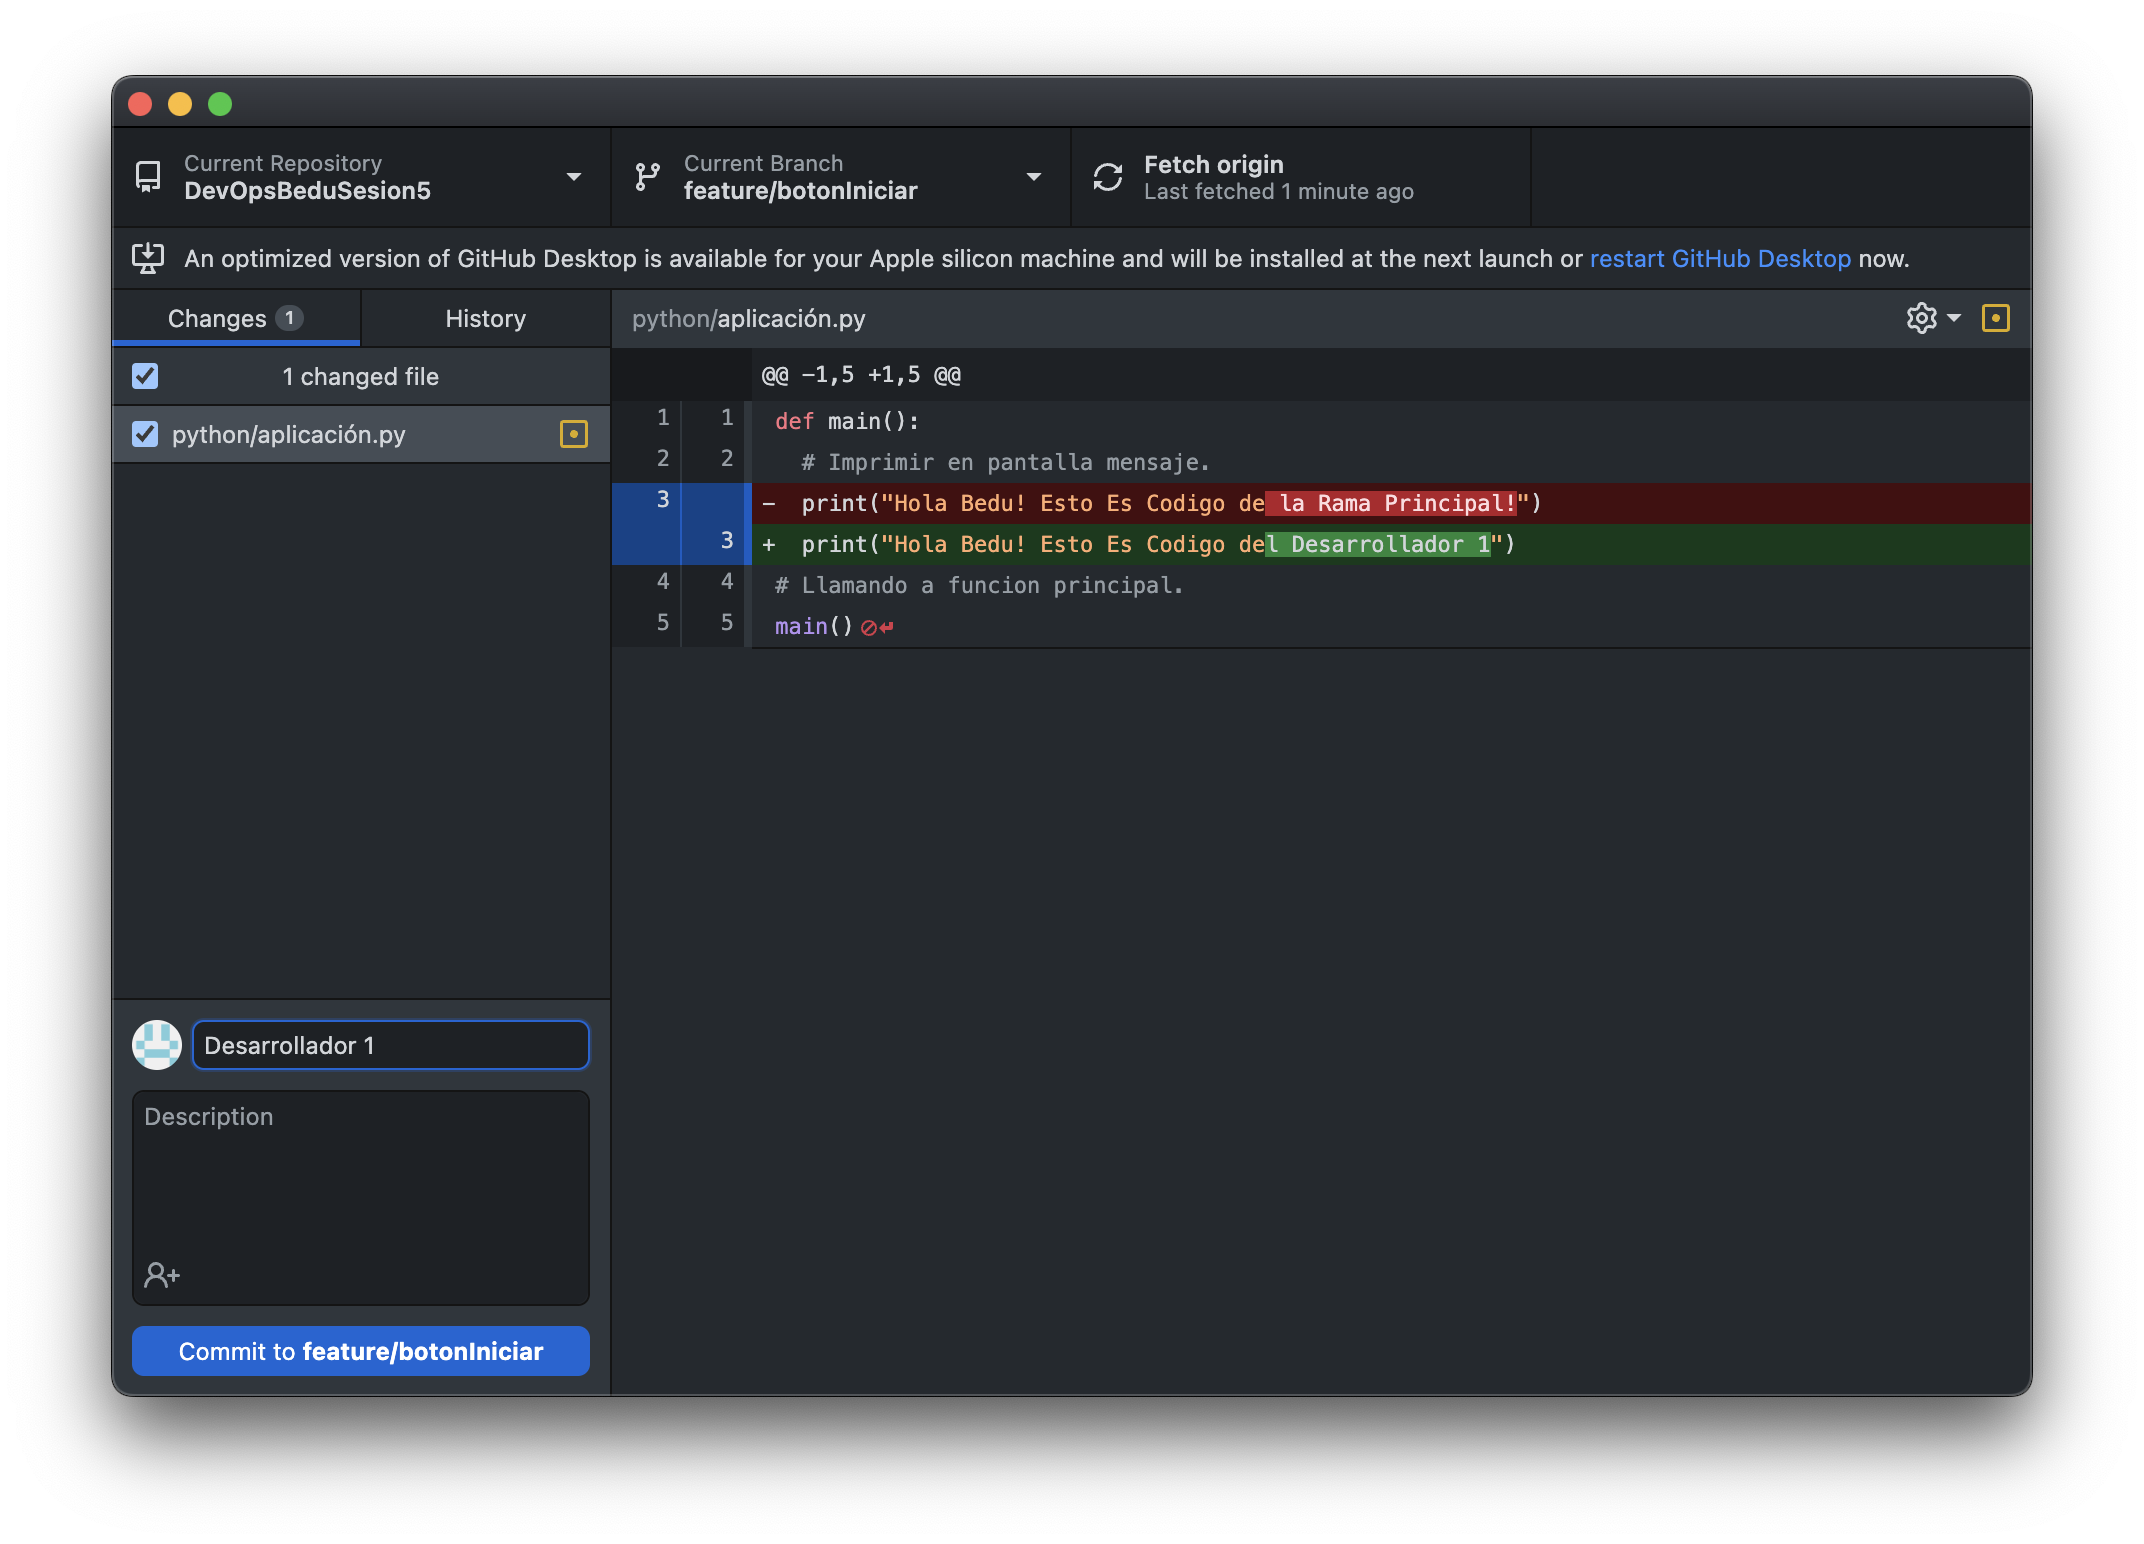 Current Repository
DevOpsBeduSesion5
Current Branch
feature/botonIniciar
Fetch origin
Last fetched 1 minute ago
An optimized version of GitHub Desktop is available for your Apple silicon machine and will be installed at the next launch or restart GitHub Desktop now.
Changes 1
History
python/aplicación.py
1 changed file
python/aplicación.py
@@ -1,5 +1,5 @@
1 1 def main():
2 2 # Imprimir en pantalla mensaje.
3 - print("Hola Bedu! Esto Es Codigo de la Rama Principal!")
3 + print("Hola Bedu! Esto Es Codigo del Desarrollador 1")
4 4 # Llamando a funcion principal.
5 5 main()
Desarrollador 1
Description
Commit to feature/botonIniciar